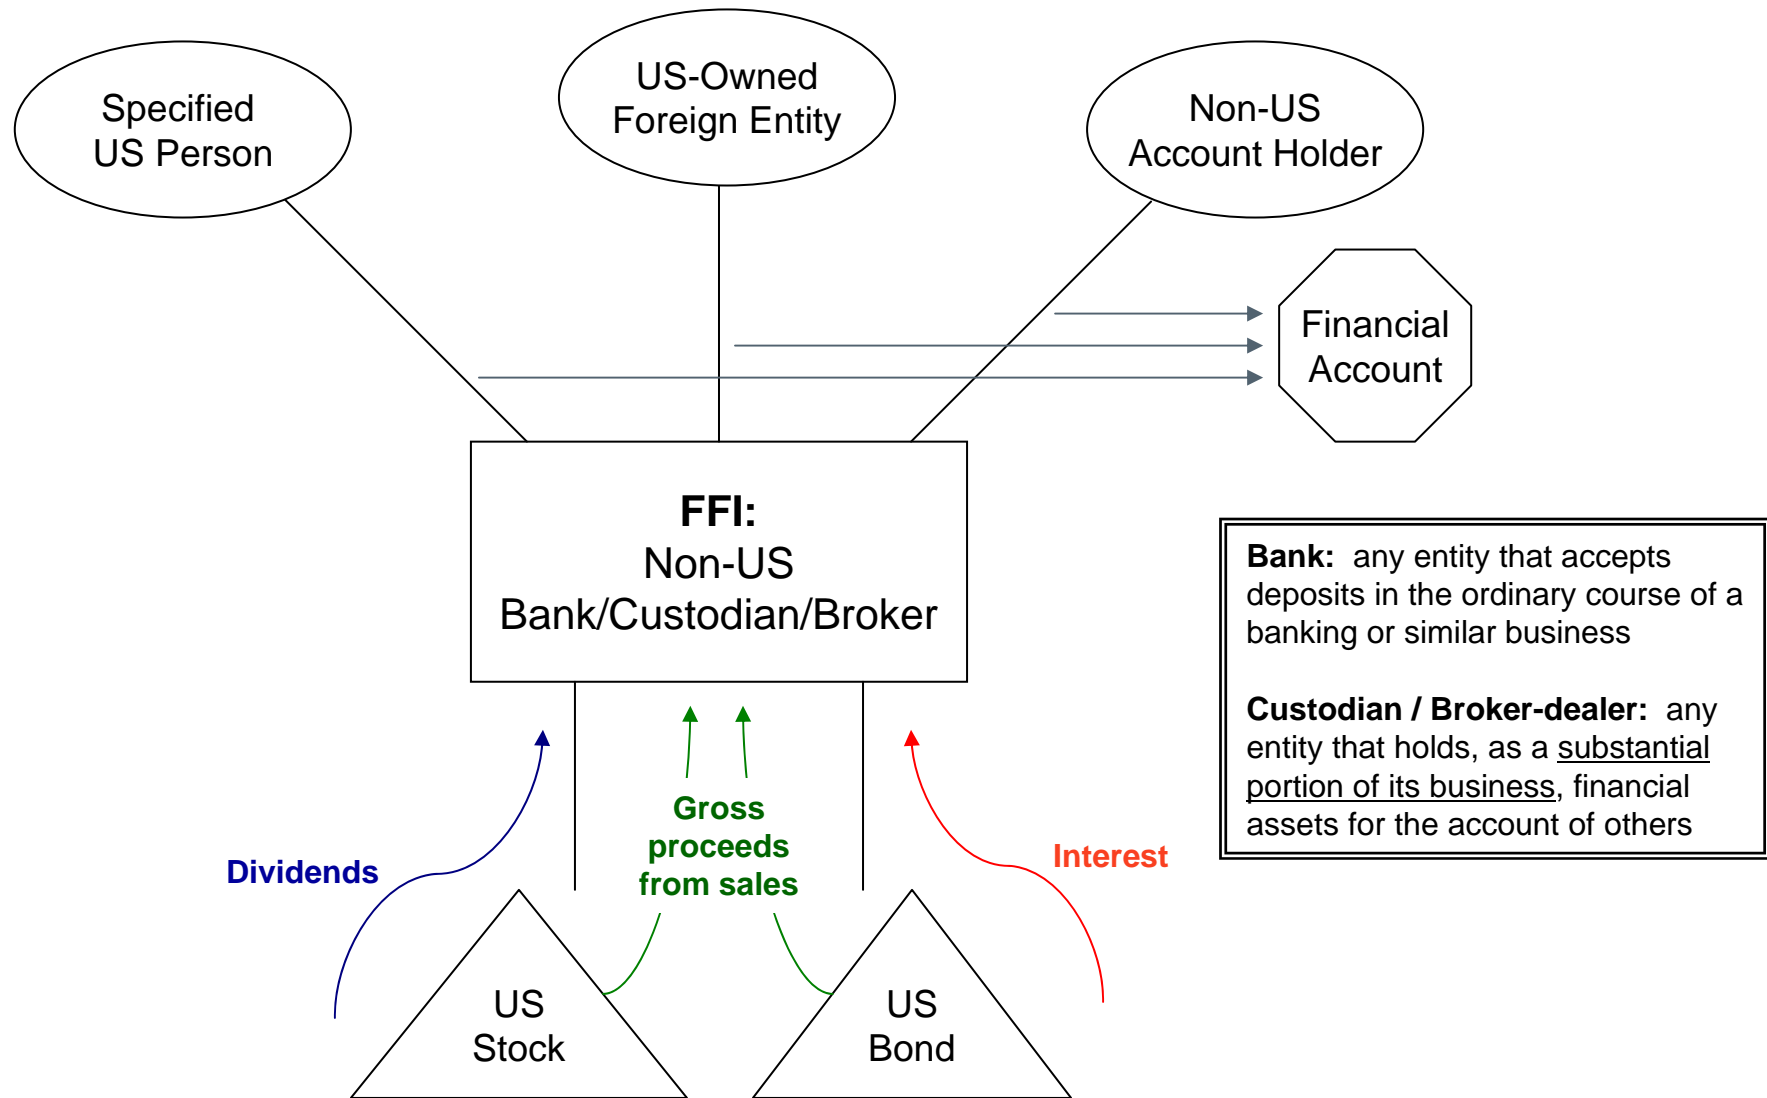 Specified
US Person
US-Owned
Foreign Entity
Non-US
Account Holder
Financial
Account
FFI:
Non-US
Bank/Custodian/Broker
Bank:  any entity that accepts
deposits in the ordinary course of a
banking or similar business
Custodian / Broker-dealer:  any
entity that holds, as a substantial
portion of its business, financial
assets for the account of others
Dividends
Gross
proceeds
from sales
Interest
US
Stock
US
Bond